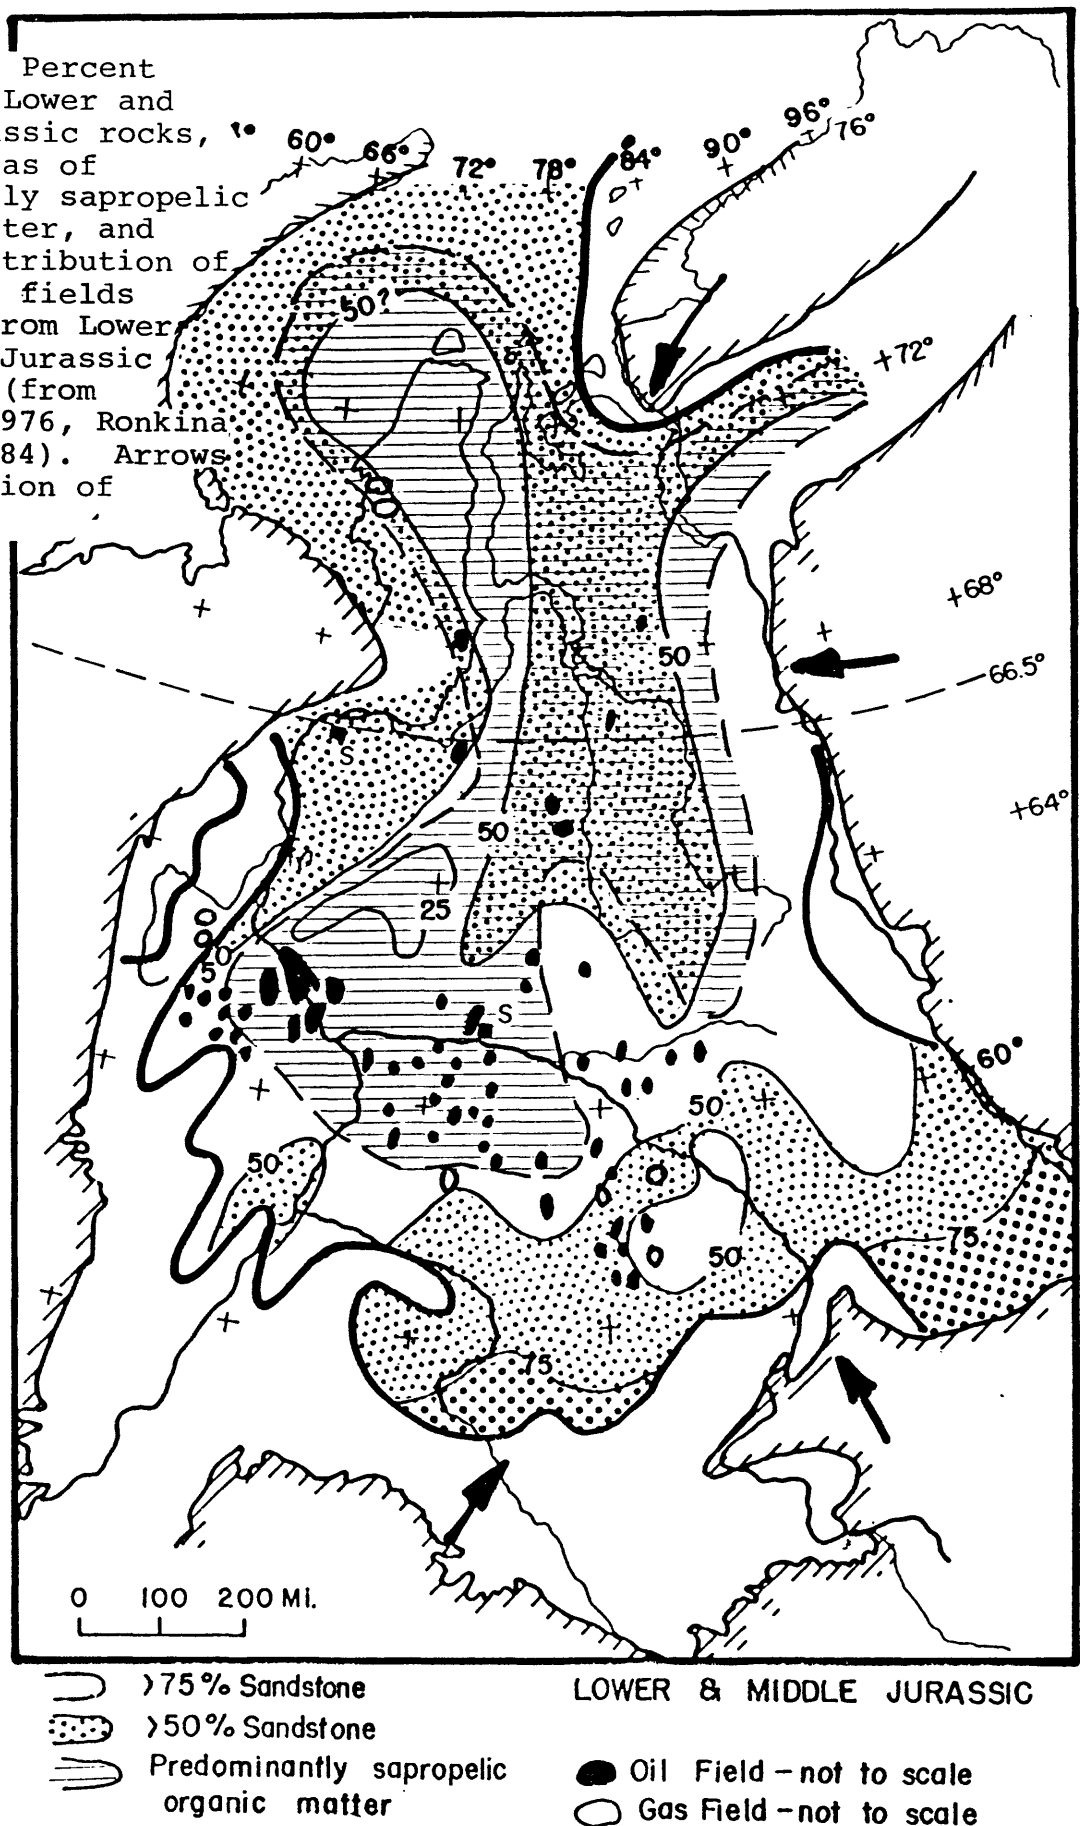 Percent
Lower and
ssic rocks,
as of
ly sapropelic
ter, and
tribution of
fields
rom Lower
Jurassic
(from
976, Ronkina
84). Arrows
ion of
60°
66°
72°
78°
84°
90°
96°
76°
50?
+72°
+68°
50
66.5°
S
+64°
50
25
50
S
60°
50
50
75
50
75
0 100 200 MI.
>75% Sandstone
>50% Sandstone
Predominantly sapropelic
organic matter
LOWER & MIDDLE JURASSIC
Oil Field - not to scale
Gas Field - not to scale